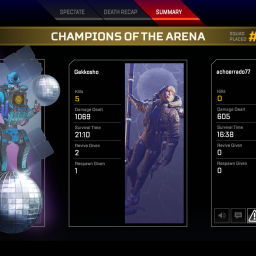 SPECTATE
DEATH RECAP
SUMMARY
CHAMPIONS OF THE ARENA
SQUAD
PLACED
#
Gekkosho
Kills
5
Damage Dealt
1069
Survival Time
21:10
Revive Given
2
Respawn Given
1
achoerrado77
Kills
0
Damage Dealt
605
Survival Time
16:38
Revive Given
0
Respawn Given
0